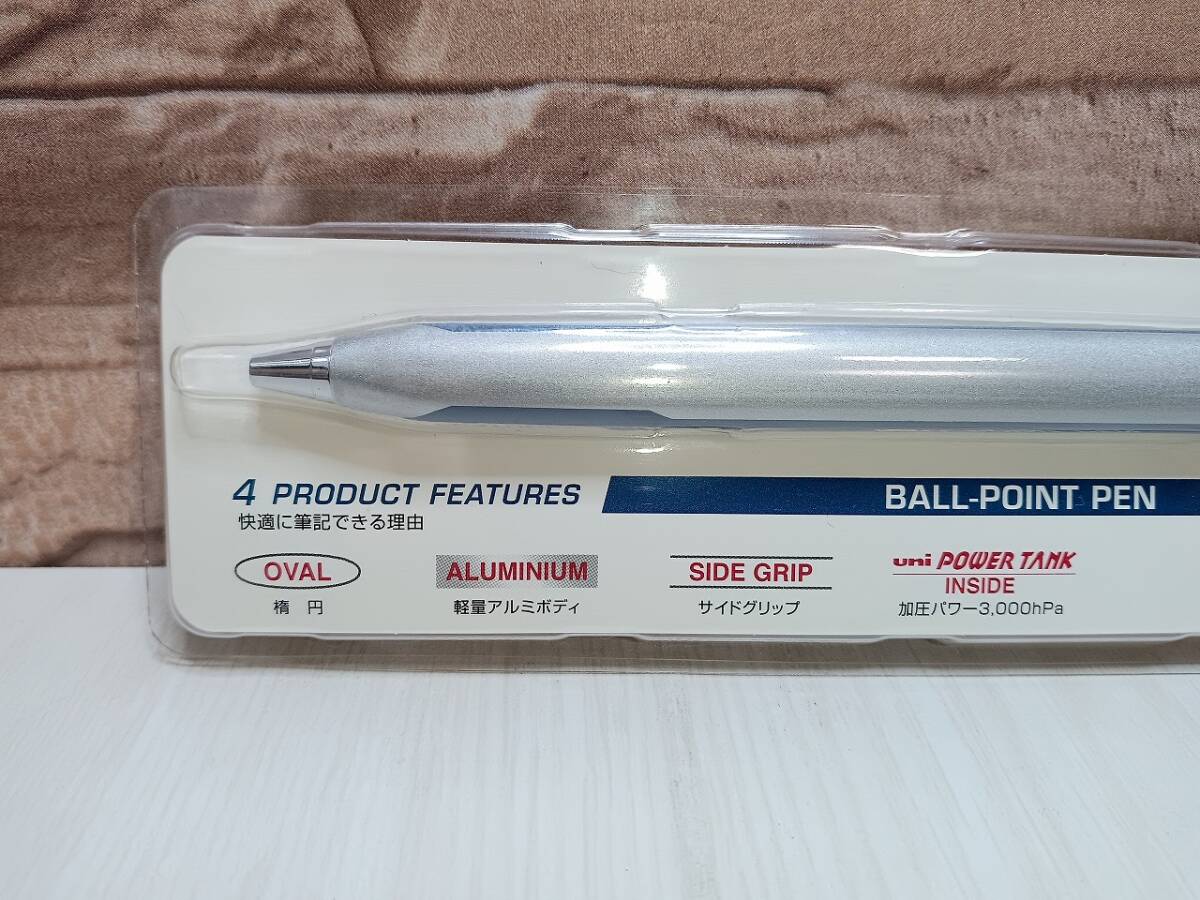 4 PRODUCT FEATURES
快適に筆記できる理由
BALL-POINT PEN
OVAL
楕 円
ALUMINIUM
軽量アルミボディ
SIDE GRIP
サイドグリップ
uni POWER TANK
INSIDE
加圧パワー3,000hPa